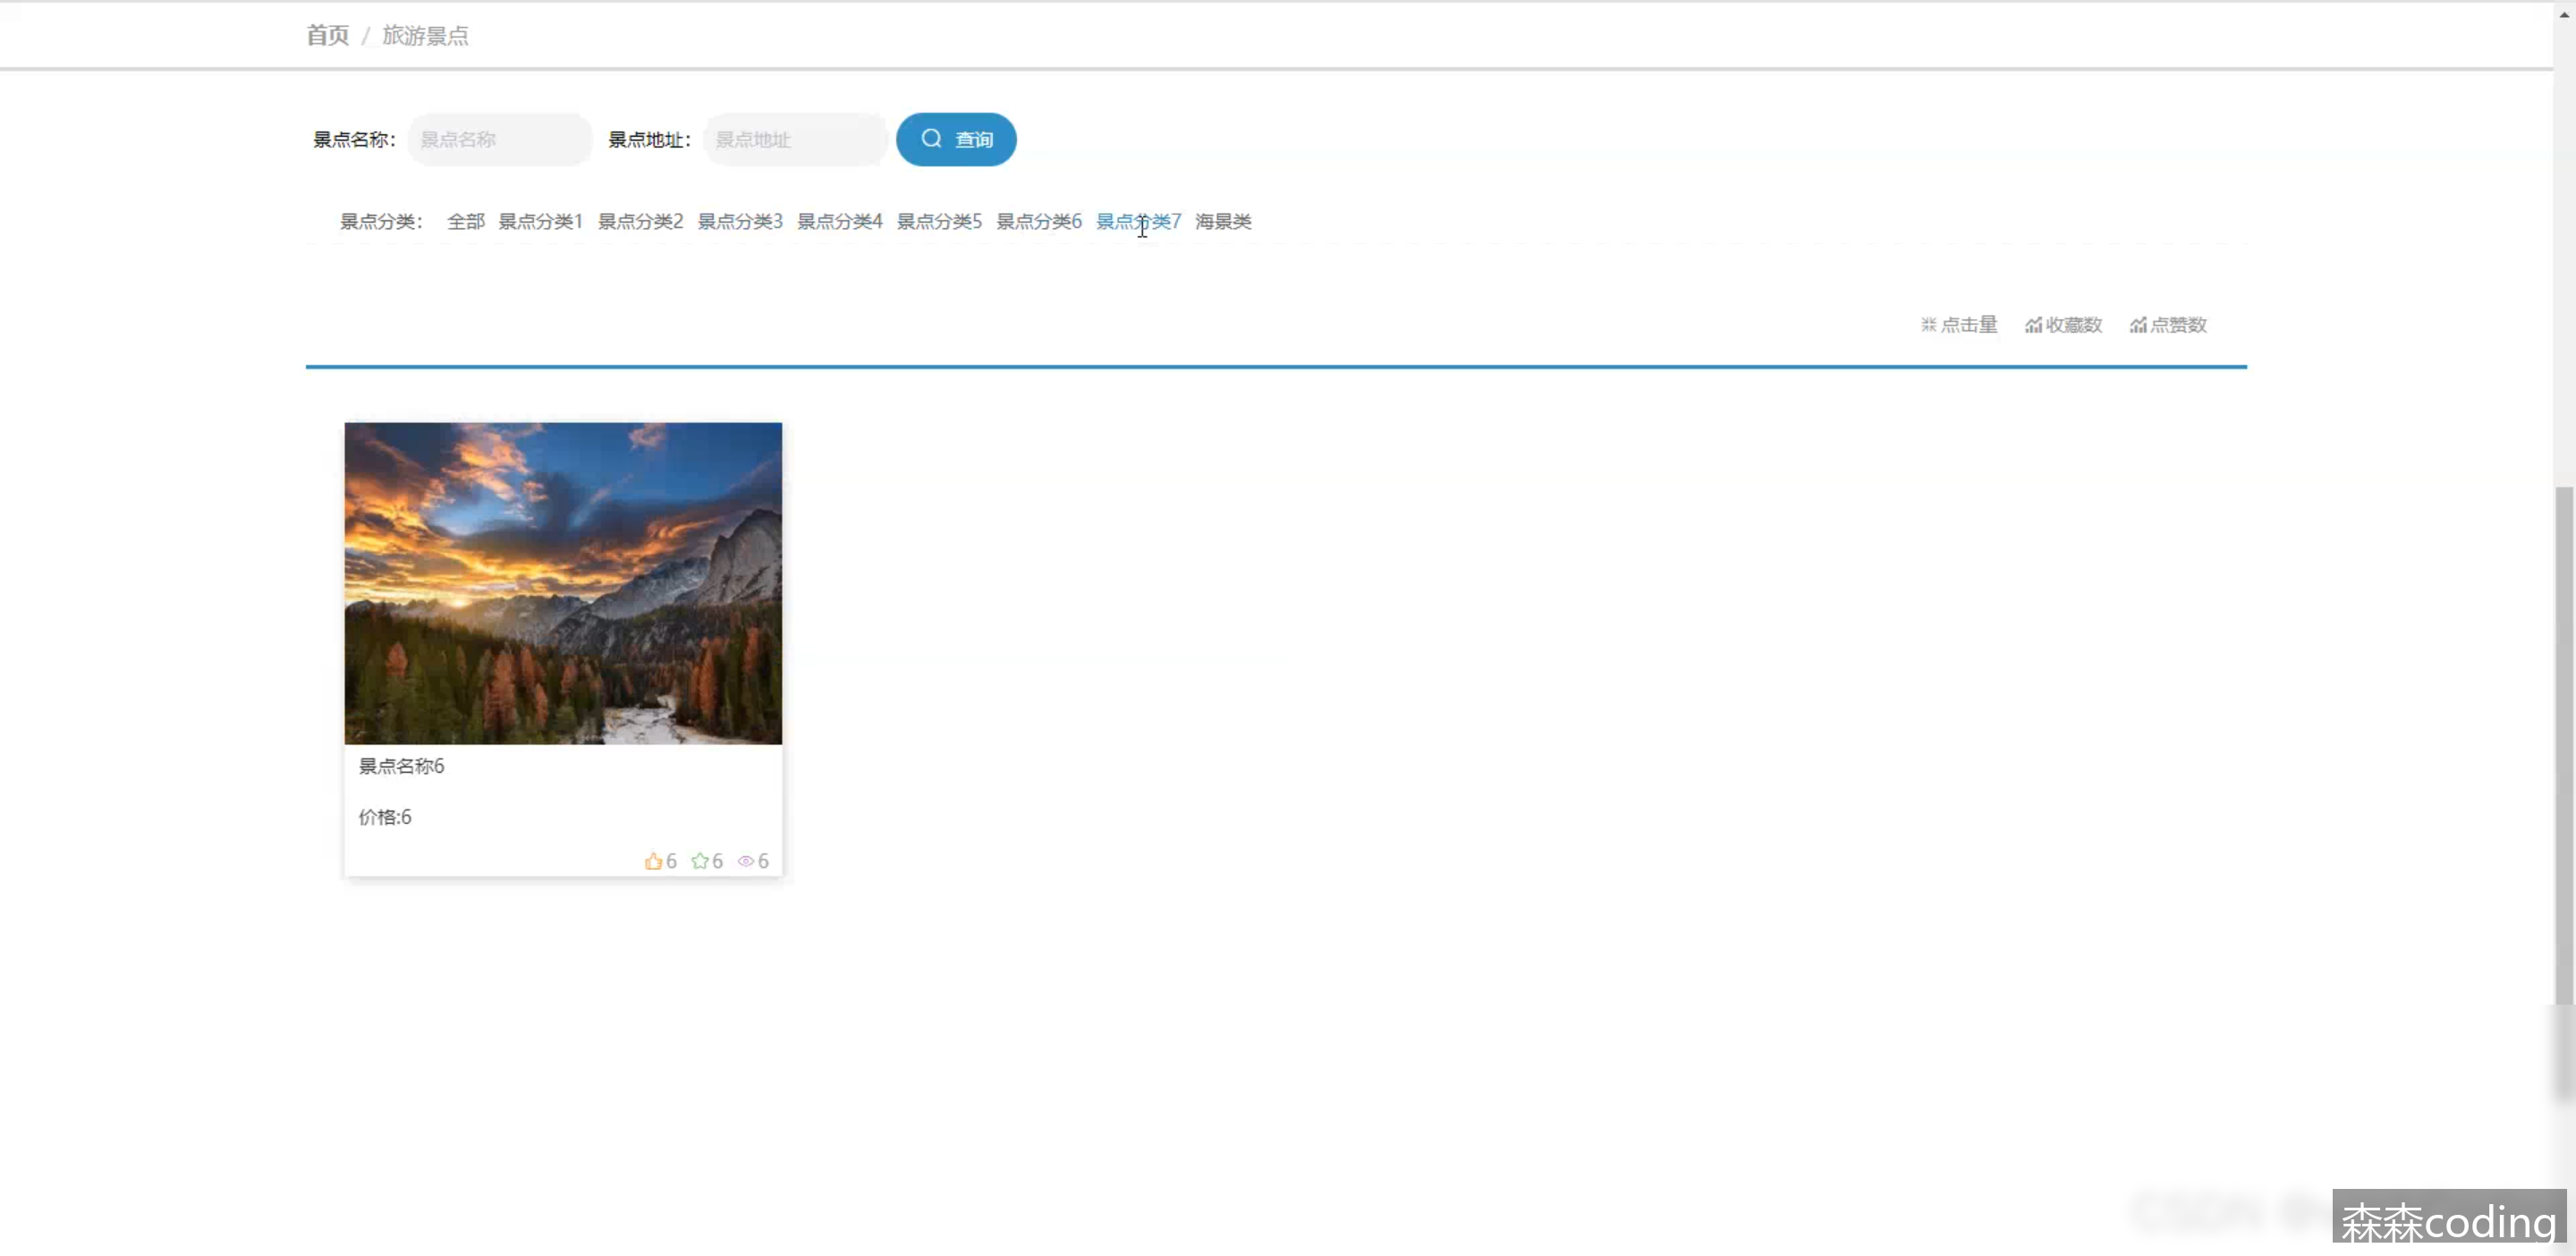 首页 / 旅游景点
景点名称： 景点名称 景点地址： 景点地址 查询
景点分类： 全部 景点分类1 景点分类2 景点分类3 景点分类4 景点分类5 景点分类6 景点分类7 海景类
点击量 收藏数 点赞数
景点名称6
价格:6
6 6 6
CSDN
森森coding